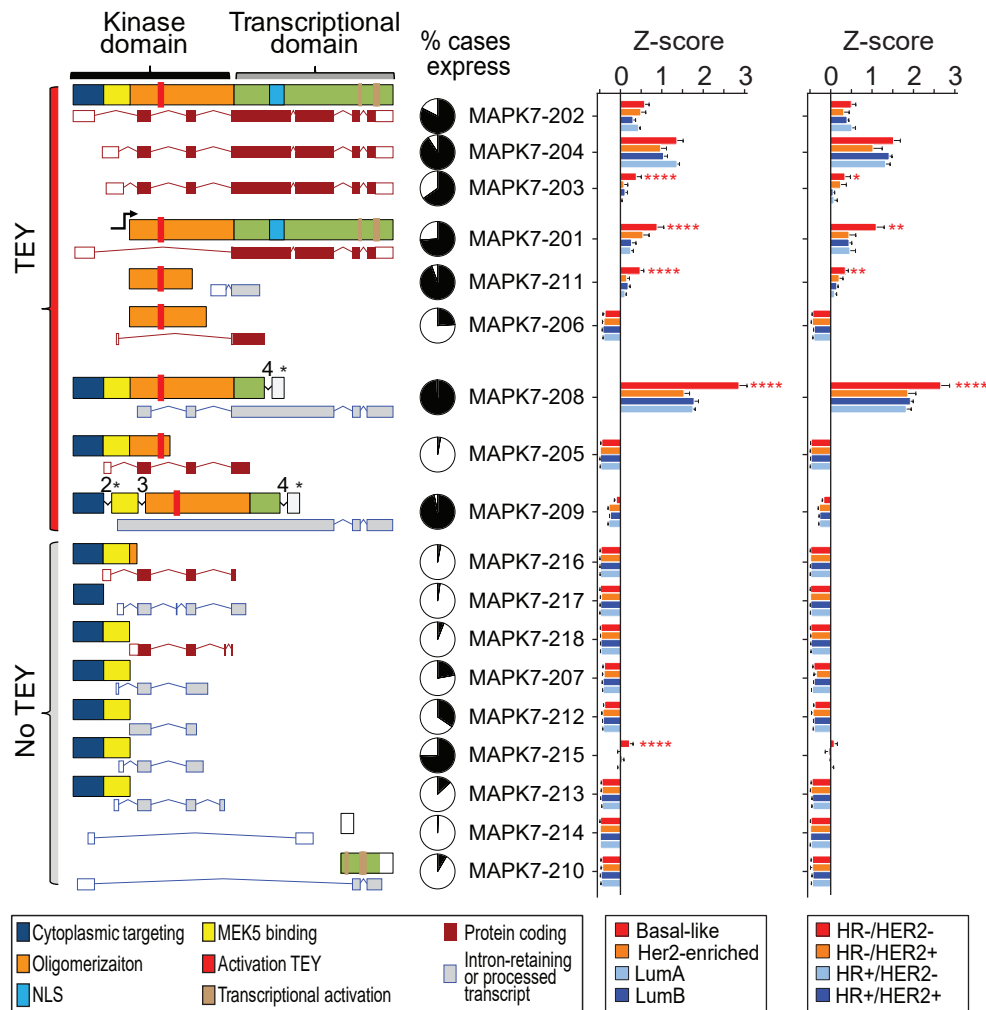 Kinase domain
Transcriptional domain
% cases express
Z-score
0 1 2 3
Z-score
0 1 2 3
TEY
No TEY
MAPK7-202
MAPK7-204
MAPK7-203
**** *
MAPK7-201
**** **
MAPK7-211
**** **
MAPK7-206
4 *
MAPK7-208
**** ****
MAPK7-205
2 * 3 4 *
MAPK7-209
MAPK7-216
MAPK7-217
MAPK7-218
MAPK7-207
MAPK7-212
MAPK7-215
****
MAPK7-213
MAPK7-214
MAPK7-210
Cytoplasmic targeting
Oligomerizaiton
NLS
MEK5 binding
Activation TEY
Transcriptional activation
Protein coding
Intron-retaining
or processed
transcript
Basal-like
Her2-enriched
LumA
LumB
HR-/HER2-
HR-/HER2+
HR+/HER2-
HR+/HER2+